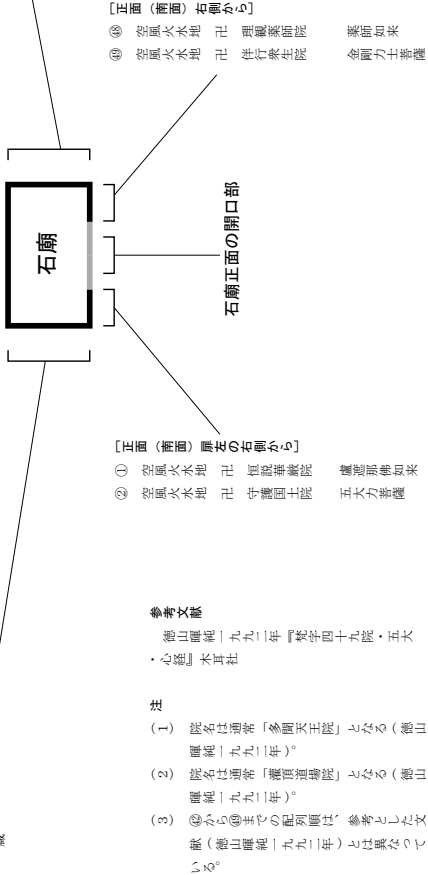 ［正面（南面）右側から］
㊽　空風火水地　卍　理観薬師院　薬師如来
㊾　空風火水地　卍　伴行衆生院　金剛力士菩薩
石廟
石廟正面の開口部
［正面（南面）扉左の右側から］
①　空風火水地　卍　恒説華厳院　盧遮那佛如来
②　空風火水地　卍　守護国土院　五大力菩薩
参考文献
徳山暉純一九九二年『梵字四十九院・五大
・心経』木耳社
注
（1）　院名は通常「多聞天王院」となる（徳山
暉純一九九二年）。
（2）　院名は通常「灌頂道場院」となる（徳山
暉純一九九二年）。
（3）　㊷から㊾までの配列順は、参考とした文
献（徳山暉純一九九二年）とは異なって
いる。